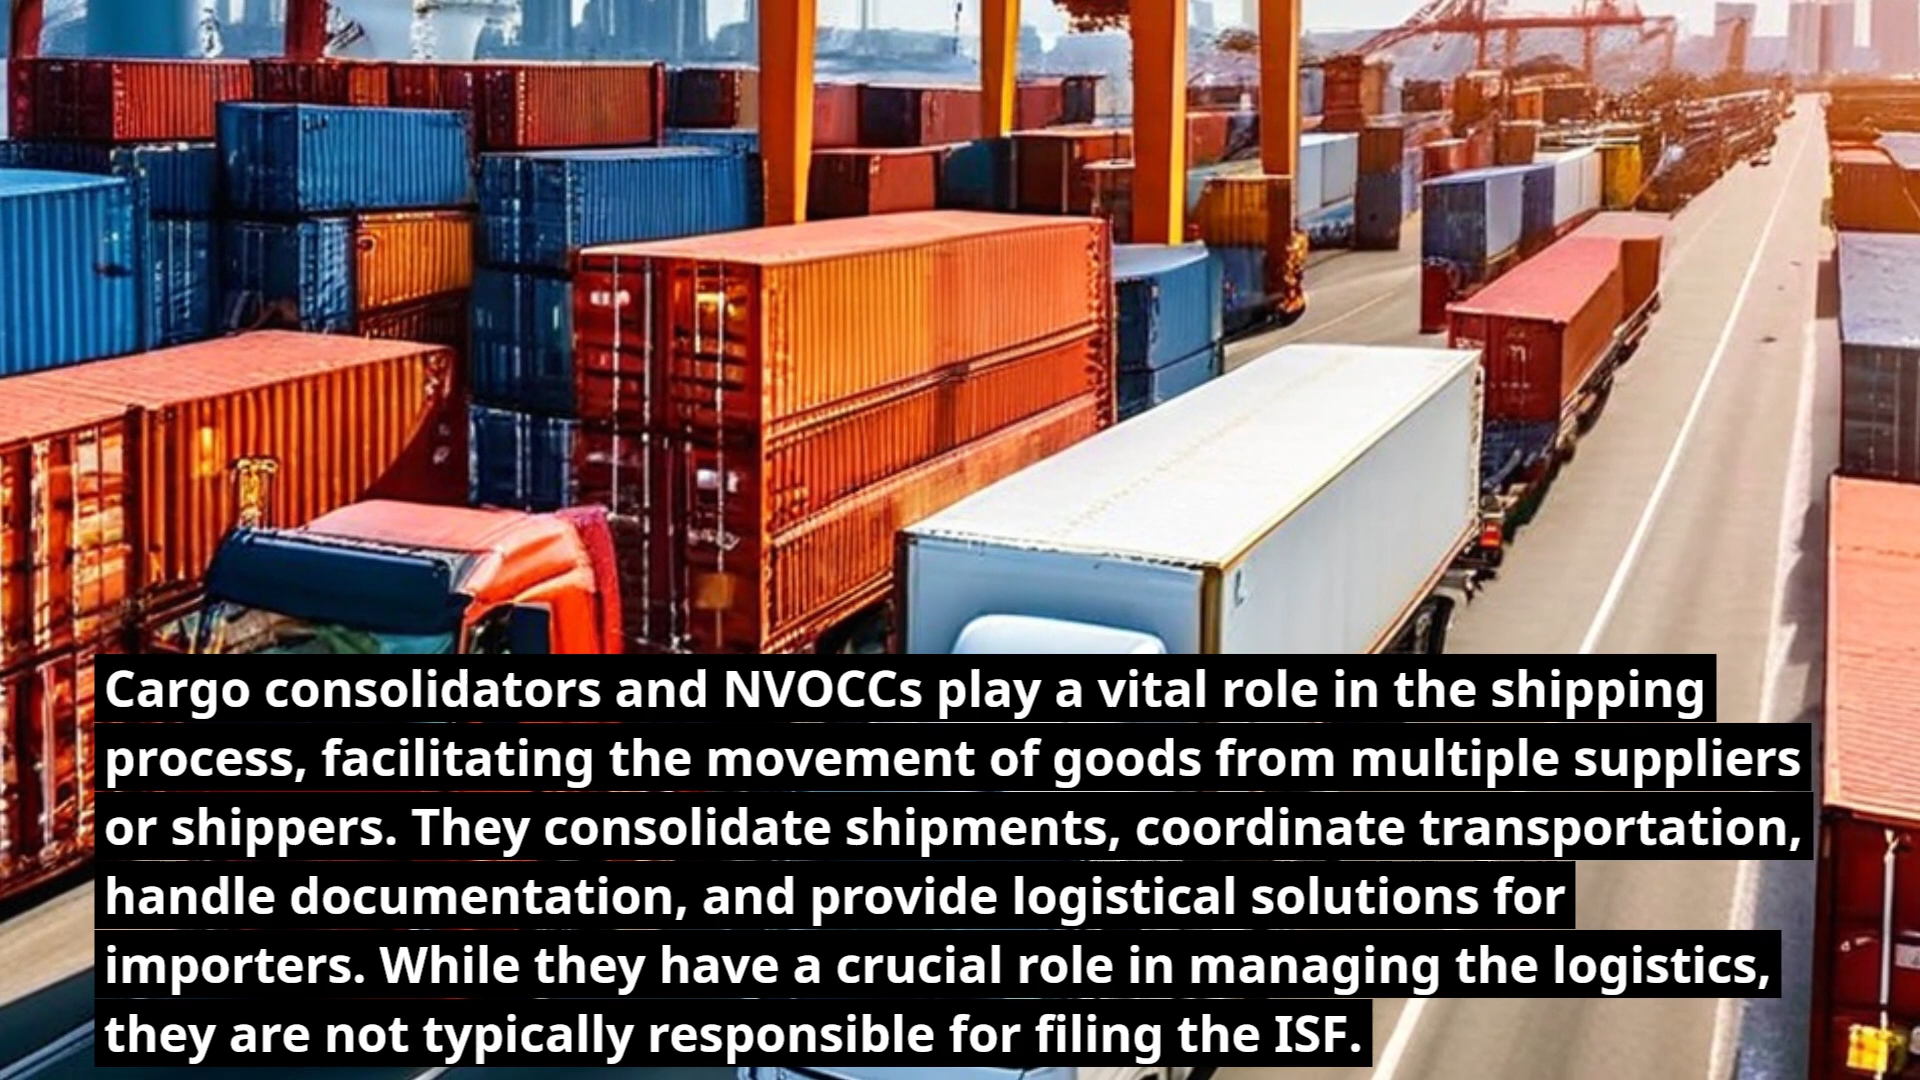 Cargo consolidators and NVOCCs play a vital role in the shipping
process, facilitating the movement of goods from multiple suppliers
or shippers. They consolidate shipments, coordinate transportation,
handle documentation, and provide logistical solutions for
importers. While they have a crucial role in managing the logistics,
they are not typically responsible for filing the ISF.